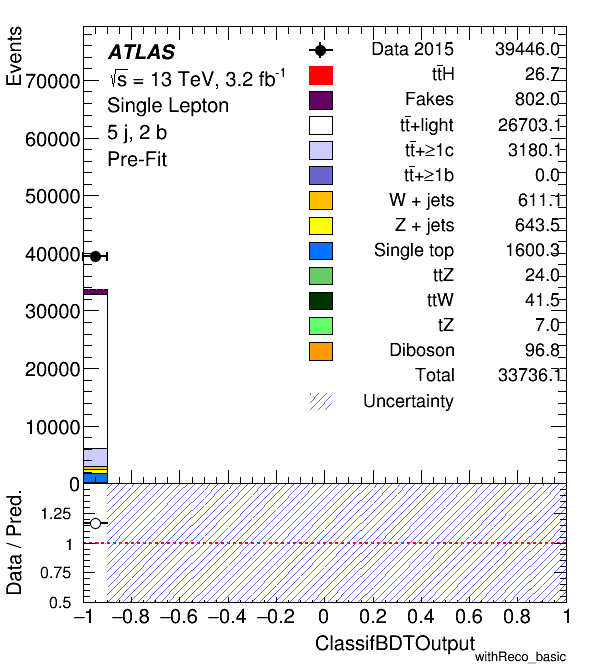 Events
70000
60000
50000
40000
30000
20000
10000
0
ATLAS
√s = 13 TeV, 3.2 fb⁻¹
Single Lepton
5 j, 2 b
Pre-Fit
Data 2015 39446.0
tt̄H 26.7
Fakes 802.0
tt̄+light 26703.1
tt̄+≥1c 3180.1
tt̄+≥1b 0.0
W + jets 611.1
Z + jets 643.5
Single top 1600.3
ttZ 24.0
ttW 41.5
tZ 7.0
Diboson 96.8
Total 33736.1
Uncertainty
Data / Pred.
1.25
1
0.75
0.5
−1 −0.8 −0.6 −0.4 −0.2 0 0.2 0.4 0.6 0.8 1
ClassifBDTOutput
withReco_basic